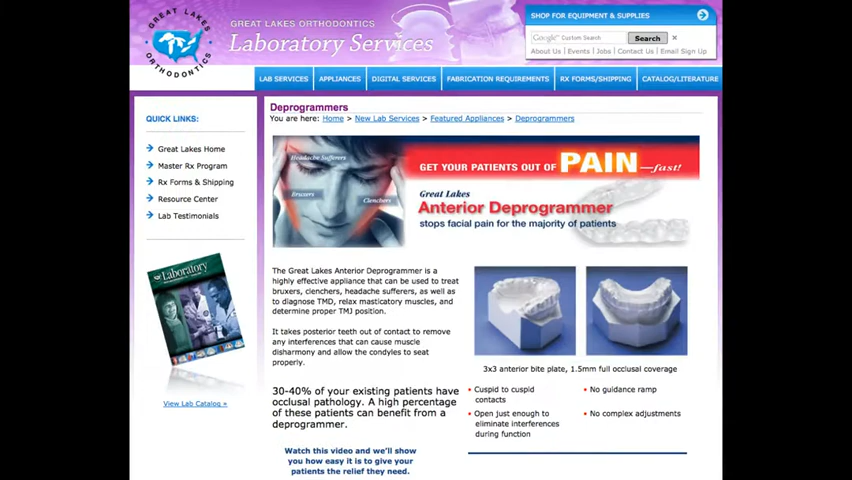 GREAT LAKES
ORTHODONTICS
GREAT LAKES ORTHODONTICS
Laboratory Services
SHOP FOR EQUIPMENT & SUPPLIES
Google™ Custom Search
Search
×
About Us | Events | Jobs | Contact Us | Email Sign Up
LAB SERVICES
APPLIANCES
DIGITAL SERVICES
FABRICATION REQUIREMENTS
RX FORMS/SHIPPING
CATALOG/LITERATURE
QUICK LINKS:
Great Lakes Home
Master Rx Program
Rx Forms & Shipping
Resource Center
Lab Testimonials
Laboratory
View Lab Catalog »
Deprogrammers
You are here: Home > New Lab Services > Featured Appliances > Deprogrammers
Headache Sufferers
Bruxers
Clenchers
GET YOUR PATIENTS OUT OF PAIN—fast!
Great Lakes
Anterior Deprogrammer
stops facial pain for the majority of patients
The Great Lakes Anterior Deprogrammer is a
highly effective appliance that can be used to treat
bruxers, clenchers, headache sufferers, as well as
to diagnose TMD, relax masticatory muscles, and
determine proper TMJ position.
It takes posterior teeth out of contact to remove
any interferences that can cause muscle
disharmony and allow the condyles to seat
properly.
30-40% of your existing patients have
occlusal pathology. A high percentage
of these patients can benefit from a
deprogrammer.
Watch this video and we'll show
you how easy it is to give your
patients the relief they need.
3x3 anterior bite plate, 1.5mm full occlusal coverage
Cuspid to cuspid
contacts
Open just enough to
eliminate interferences
during function
No guidance ramp
No complex adjustments